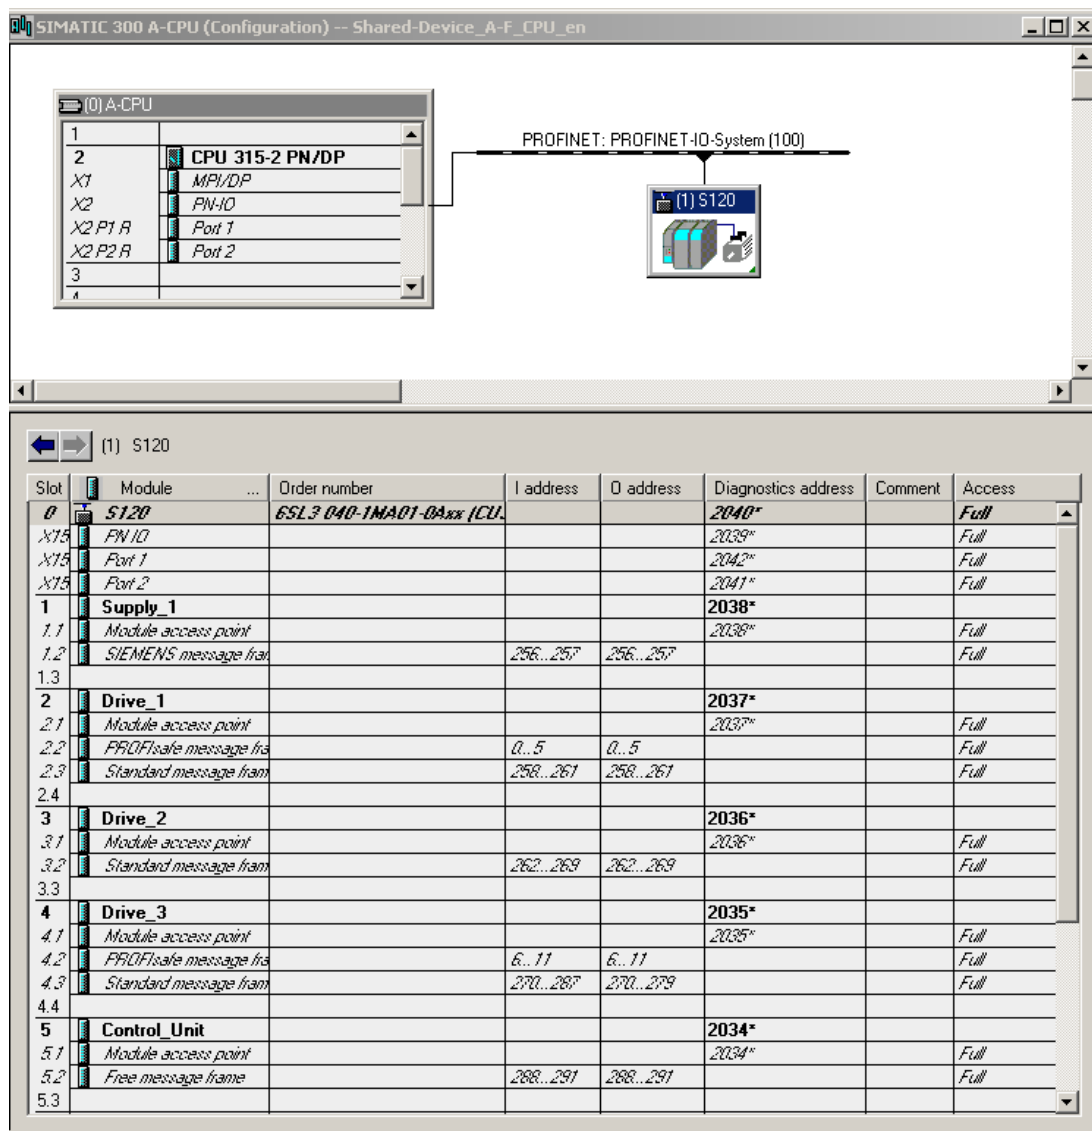 SIMATIC 300 A-CPU (Configuration) -- Shared-Device_A-F_CPU_en
(0) A-CPU
1
2 CPU 315-2 PN/DP
X1 MPI/DP
X2 PN-IO
X2 P1 R Port 1
X2 P2 R Port 2
3
4
PROFINET: PROFINET-IO-System (100)
(1) S120
(1) S120
Slot Module ... Order number I address O address Diagnostics address Comment Access
0 S120 6SL3 040-1MA01-0Axx (CU. 2040* Full
X15 PN IO 2039* Full
X15 Port 1 2042* Full
X15 Port 2 2041* Full
1 Supply_1 2038*
1.1 Module access point 2038* Full
1.2 SIEMENS message fran 256...257 256...257 Full
1.3
2 Drive_1 2037*
2.1 Module access point 2037* Full
2.2 PROFIsafe message fra 0...5 0...5 Full
2.3 Standard message fram 258...261 258...261 Full
2.4
3 Drive_2 2036*
3.1 Module access point 2036* Full
3.2 Standard message fram 262...269 262...269 Full
3.3
4 Drive_3 2035*
4.1 Module access point 2035* Full
4.2 PROFIsafe message fra 6...11 6...11 Full
4.3 Standard message fram 270...287 270...279 Full
4.4
5 Control_Unit 2034*
5.1 Module access point 2034* Full
5.2 Free message frame 288...291 288...291 Full
5.3